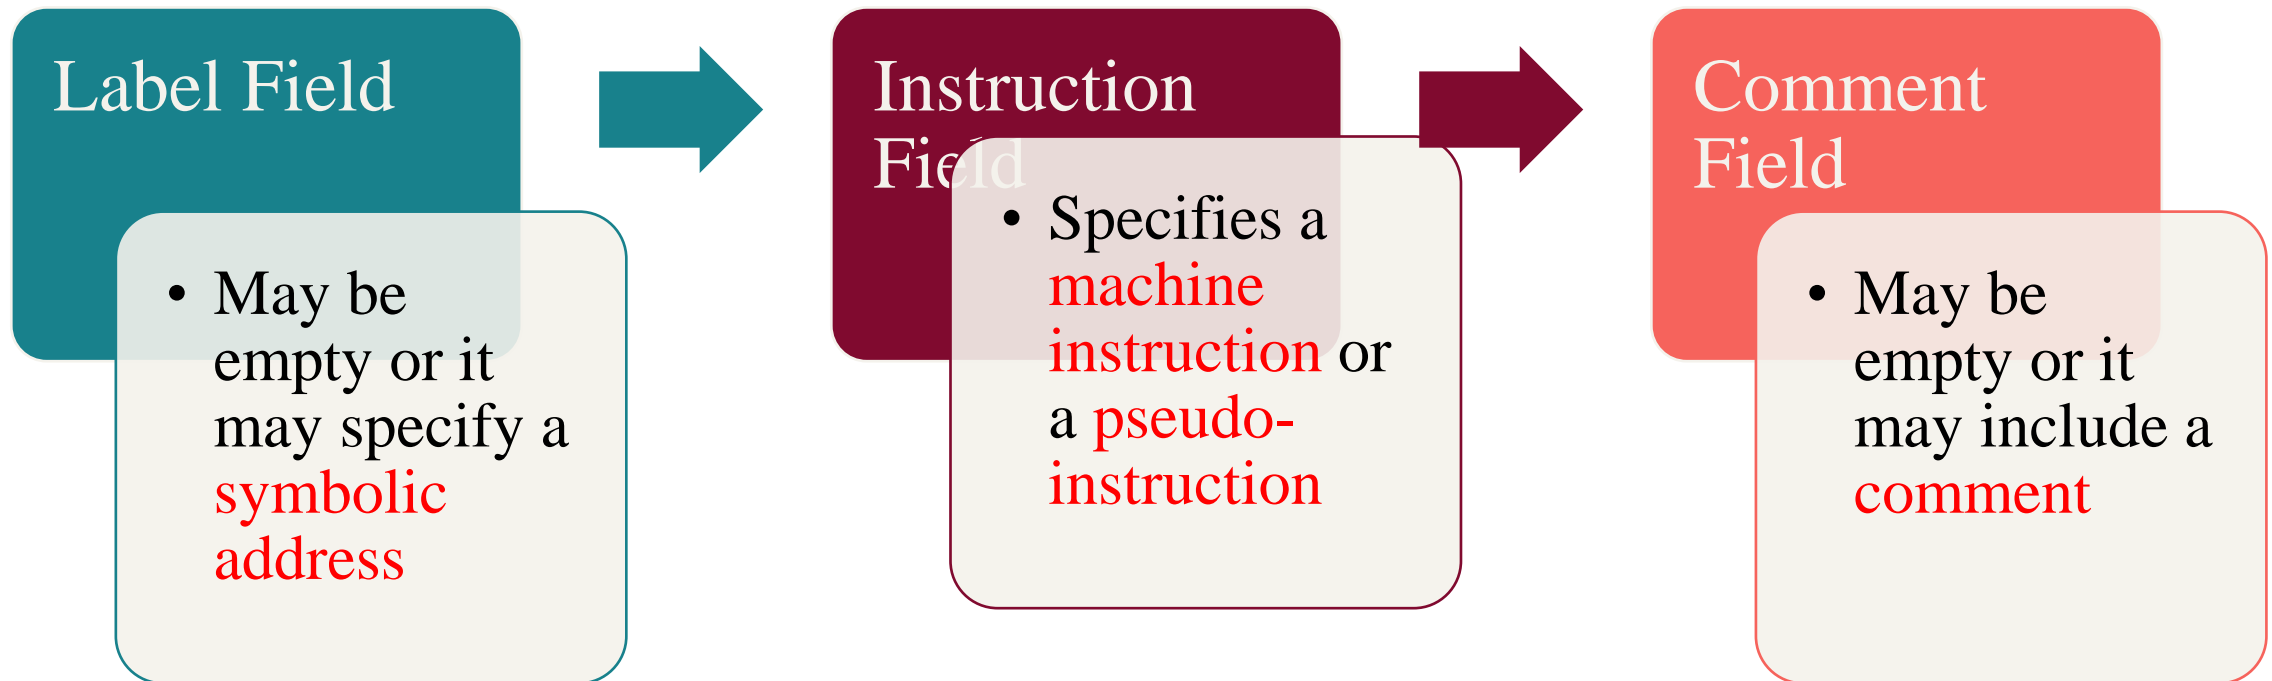 Label Field
• May be
empty or it
may specify a
symbolic
address
Instruction
Field
• Specifies a
machine
instruction or
a pseudo-
instruction
Comment
Field
• May be
empty or it
may include a
comment